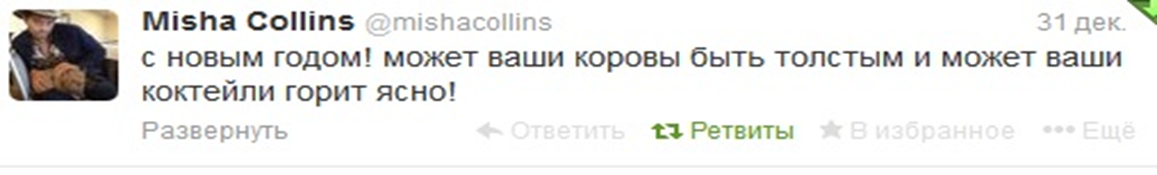 Misha Collins @mishacollins 31 дек.
с новым годом! может ваши коровы быть толстым и может ваши
коктейли горит ясно!
Развернуть Ответить Ретвиты В избранное Ещё